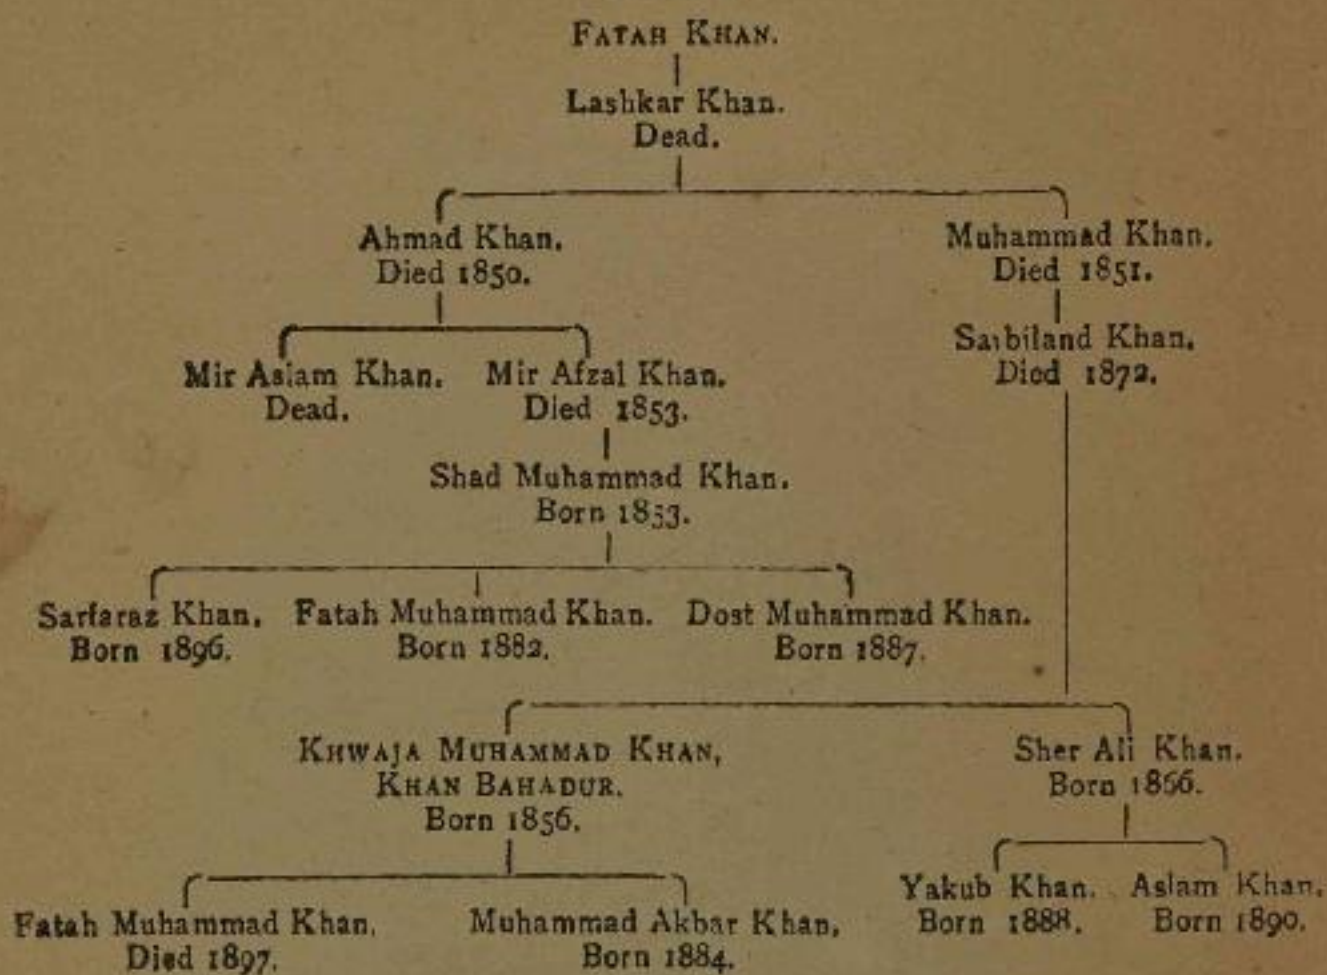 FATAH KHAN.
Lashkar Khan.
Dead.
Ahmad Khan.
Died 1850.
Muhammad Khan.
Died 1851.
Mir Aslam Khan.
Dead.
Mir Afzal Khan.
Died 1853.
Sarbiland Khan.
Died 1872.
Shad Muhammad Khan.
Born 1853.
Sarfaraz Khan.
Born 1896.
Fatah Muhammad Khan.
Born 1882.
Dost Muhammad Khan.
Born 1887.
KHWAJA MUHAMMAD KHAN,
KHAN BAHADUR.
Born 1856.
Sher Ali Khan.
Born 1866.
Fatah Muhammad Khan.
Died 1897.
Muhammad Akbar Khan.
Born 1884.
Yakub Khan.
Born 1888.
Aslam Khan.
Born 1890.